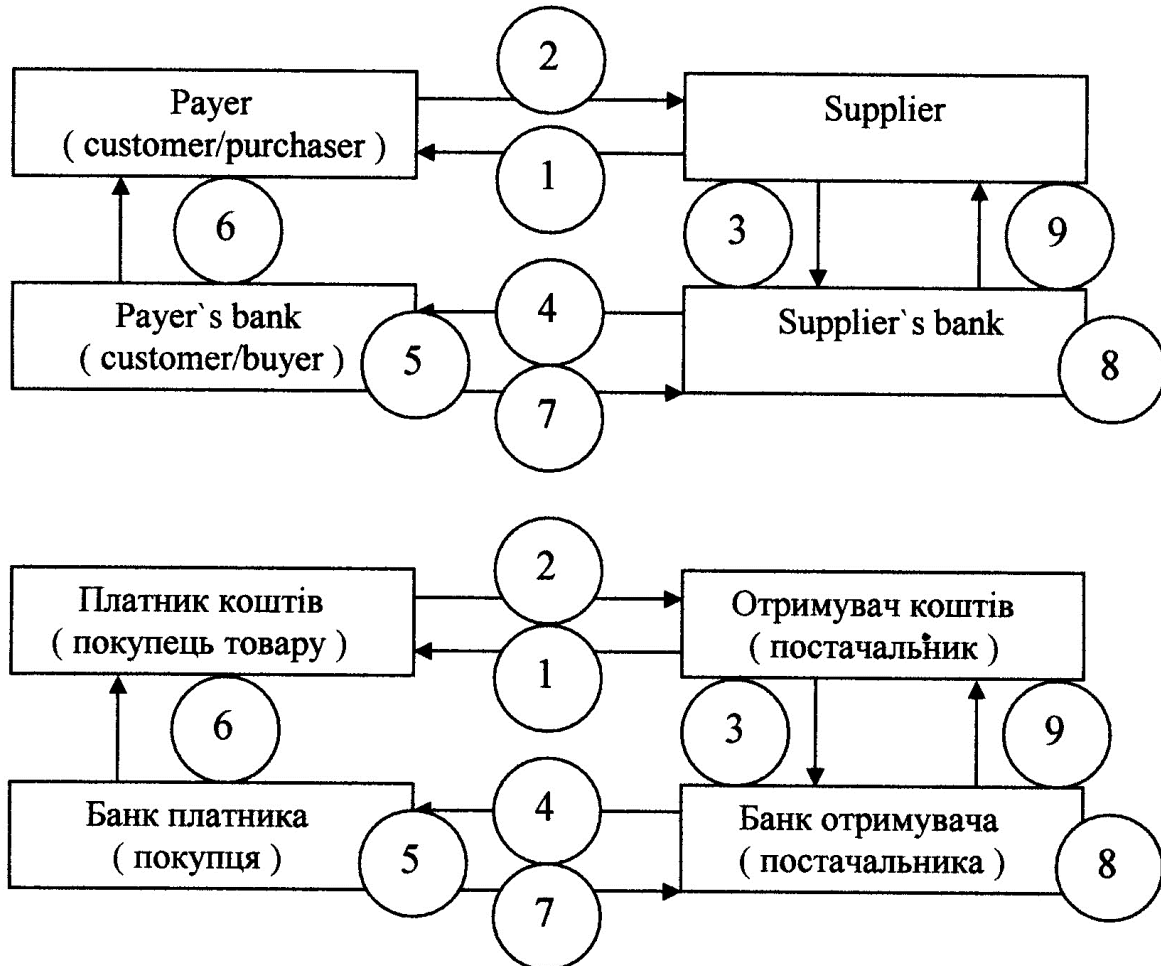 2
Payer
( customer/purchaser )
Supplier
1
6
3
9
4
Payer`s bank
( customer/buyer )
Supplier`s bank
5
8
7
2
Платник коштів
( покупець товару )
Отримувач коштів
( постачальник )
1
6
3
9
4
Банк платника
( покупця )
Банк отримувача
( постачальника )
5
8
7